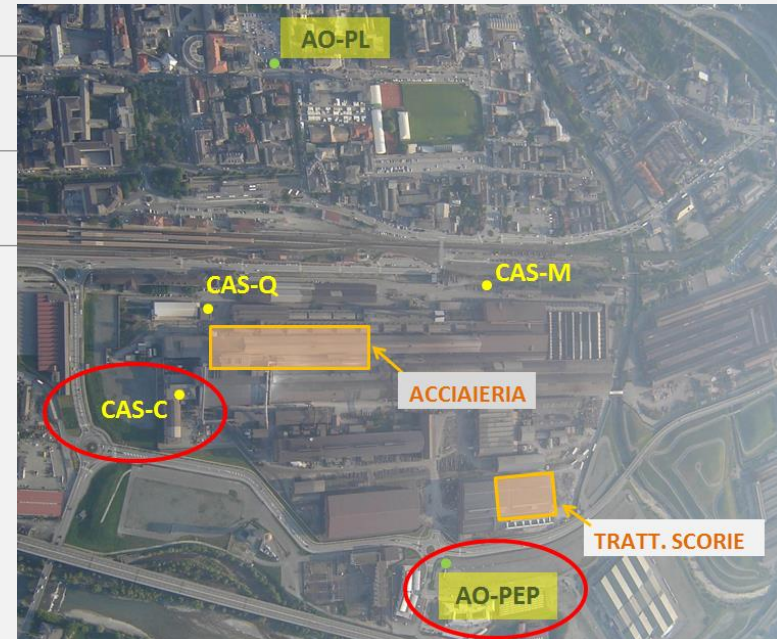 AO-PL
CAS-Q
CAS-M
ACCIAIERIA
CAS-C
TRATT. SCORIE
AO-PEP